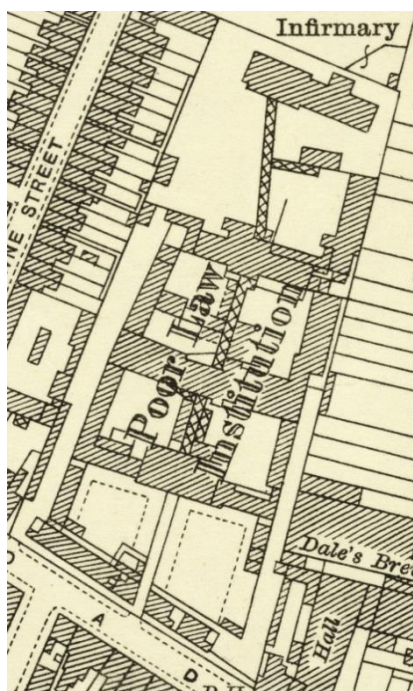 Infirmary
NE STREET
Poor Law
Institution
Dale's Bre
Hall
A
D